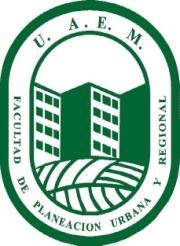 U. A. E. M.
FACULTAD DE PLANEACION URBANA Y REGIONAL